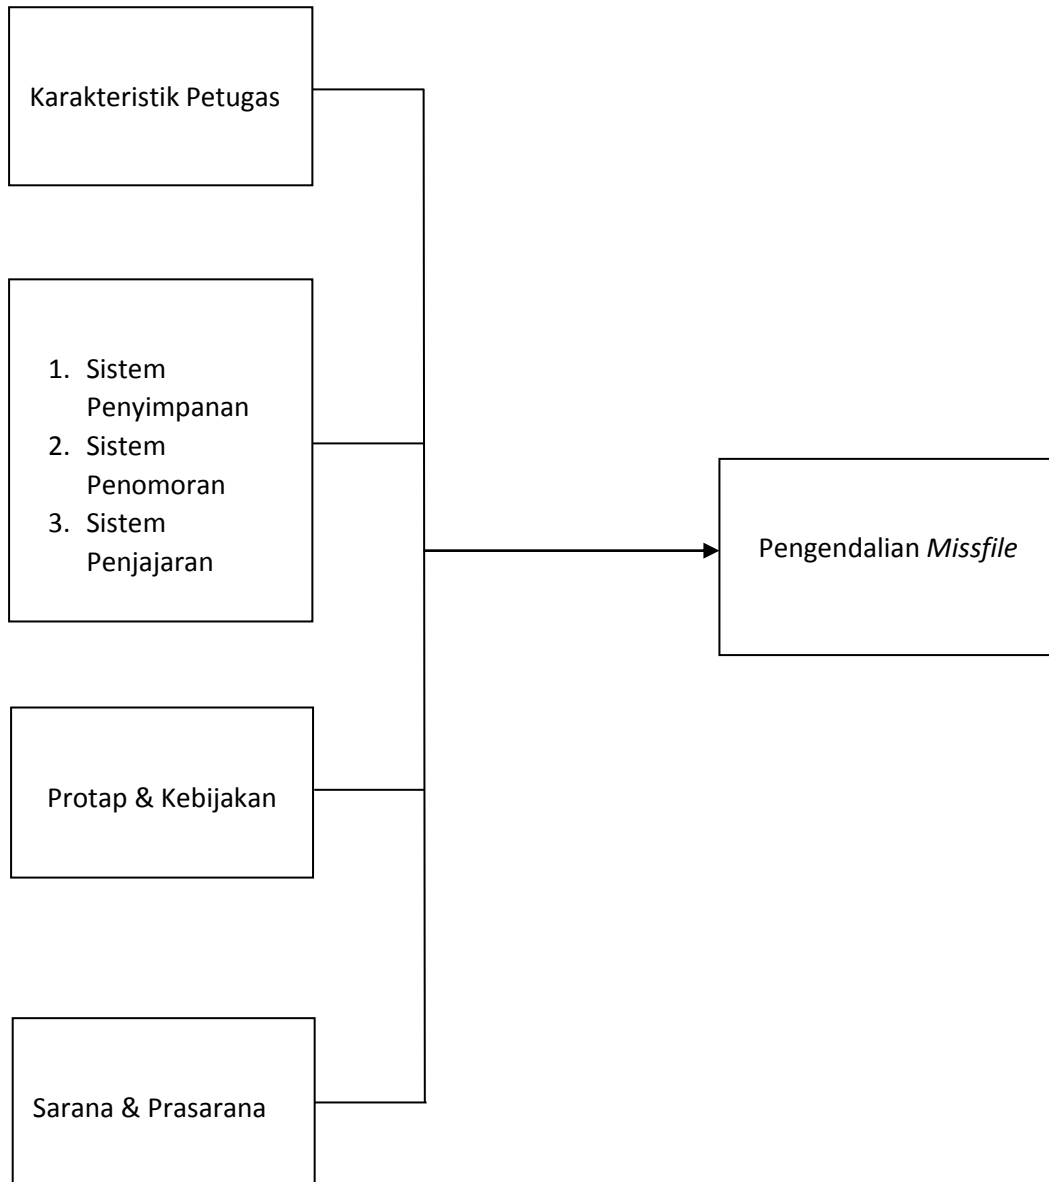 Karakteristik Petugas
1. Sistem
Penyimpanan
2. Sistem
Penomoran
3. Sistem
Penjajaran
Pengendalian Missfile
Protap & Kebijakan
Sarana & Prasarana